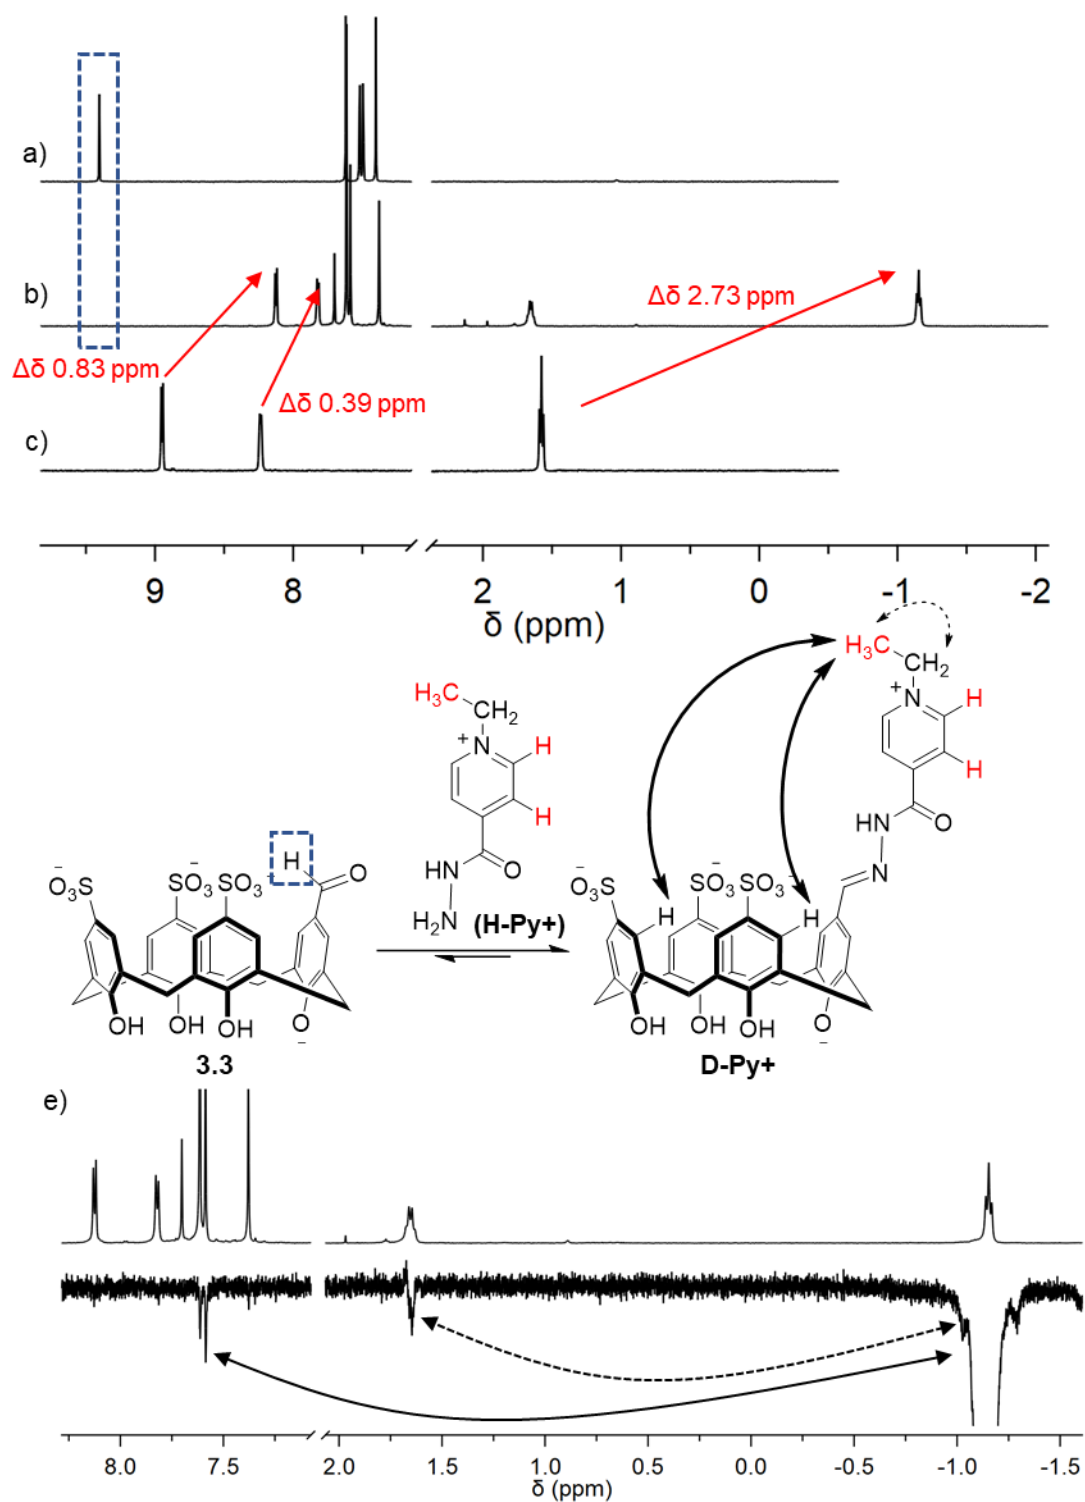 a)
b)
Δδ 2.73 ppm
Δδ 0.83 ppm
Δδ 0.39 ppm
c)
9 8 2 1 0 -1 -2
δ (ppm)
H₃C
CH₂
+
N
H
H
HN
N
O
H₃C
CH₂
+
N
H
H
HN
O
H₂N
(H-Py+)
H
O
⁻O₃S
SO₃⁻
SO₃⁻
OH
OH
OH
O⁻
3.3
⁻O₃S
SO₃⁻
SO₃⁻
H
H
OH
OH
OH
O⁻
D-Py+
e)
8.0 7.5 2.0 1.5 1.0 0.5 0.0 -0.5 -1.0 -1.5
δ (ppm)